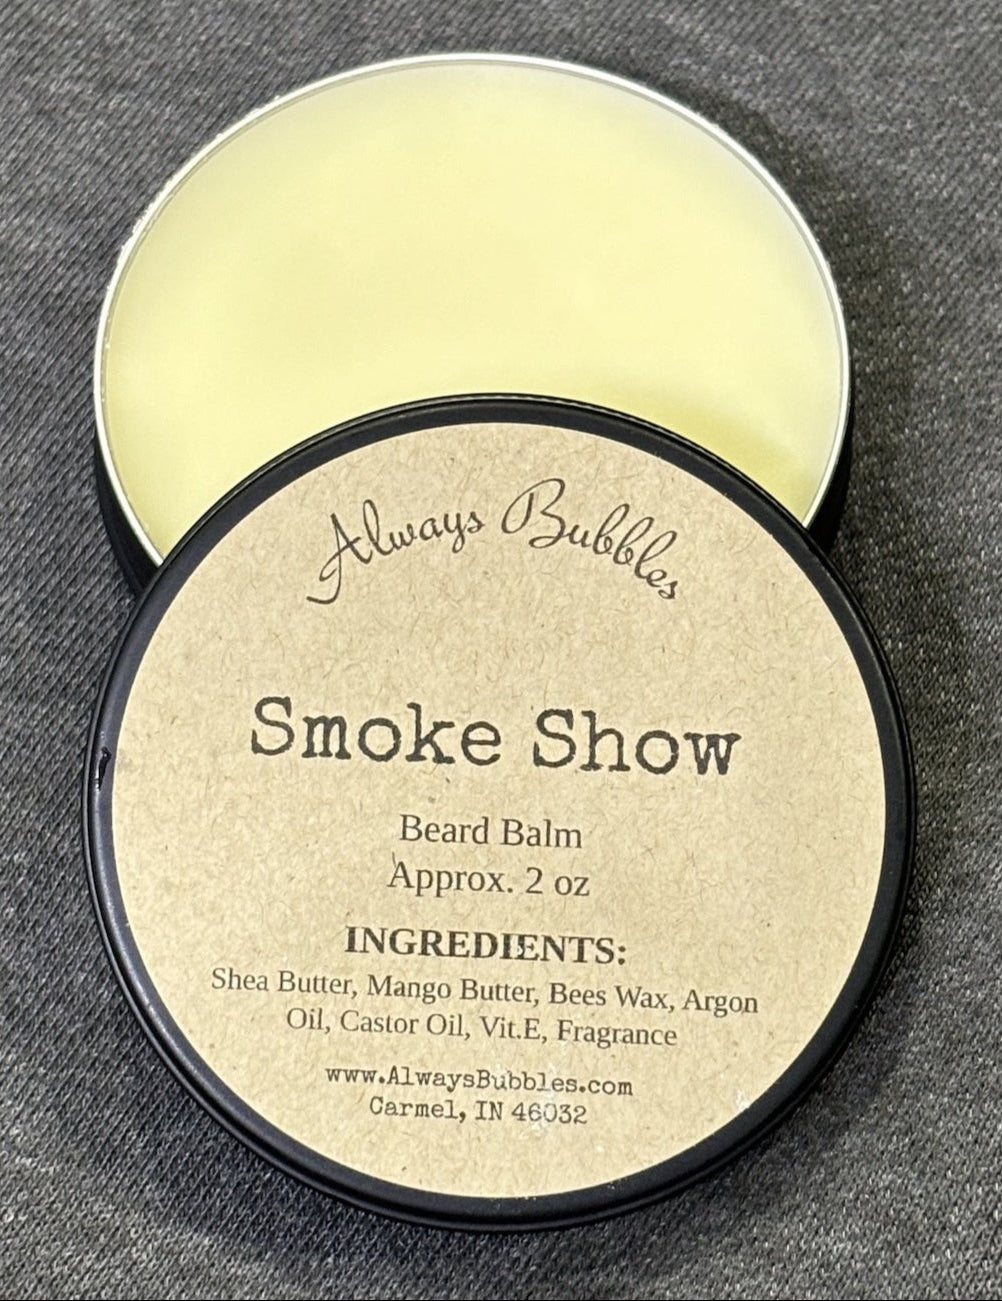 Always Bubbles
Smoke Show
Beard Balm
Approx. 2 oz
INGREDIENTS:
Shea Butter, Mango Butter, Bees Wax, Argon
Oil, Castor Oil, Vit.E, Fragrance
www.AlwaysBubbles.com
Carmel, IN 46032